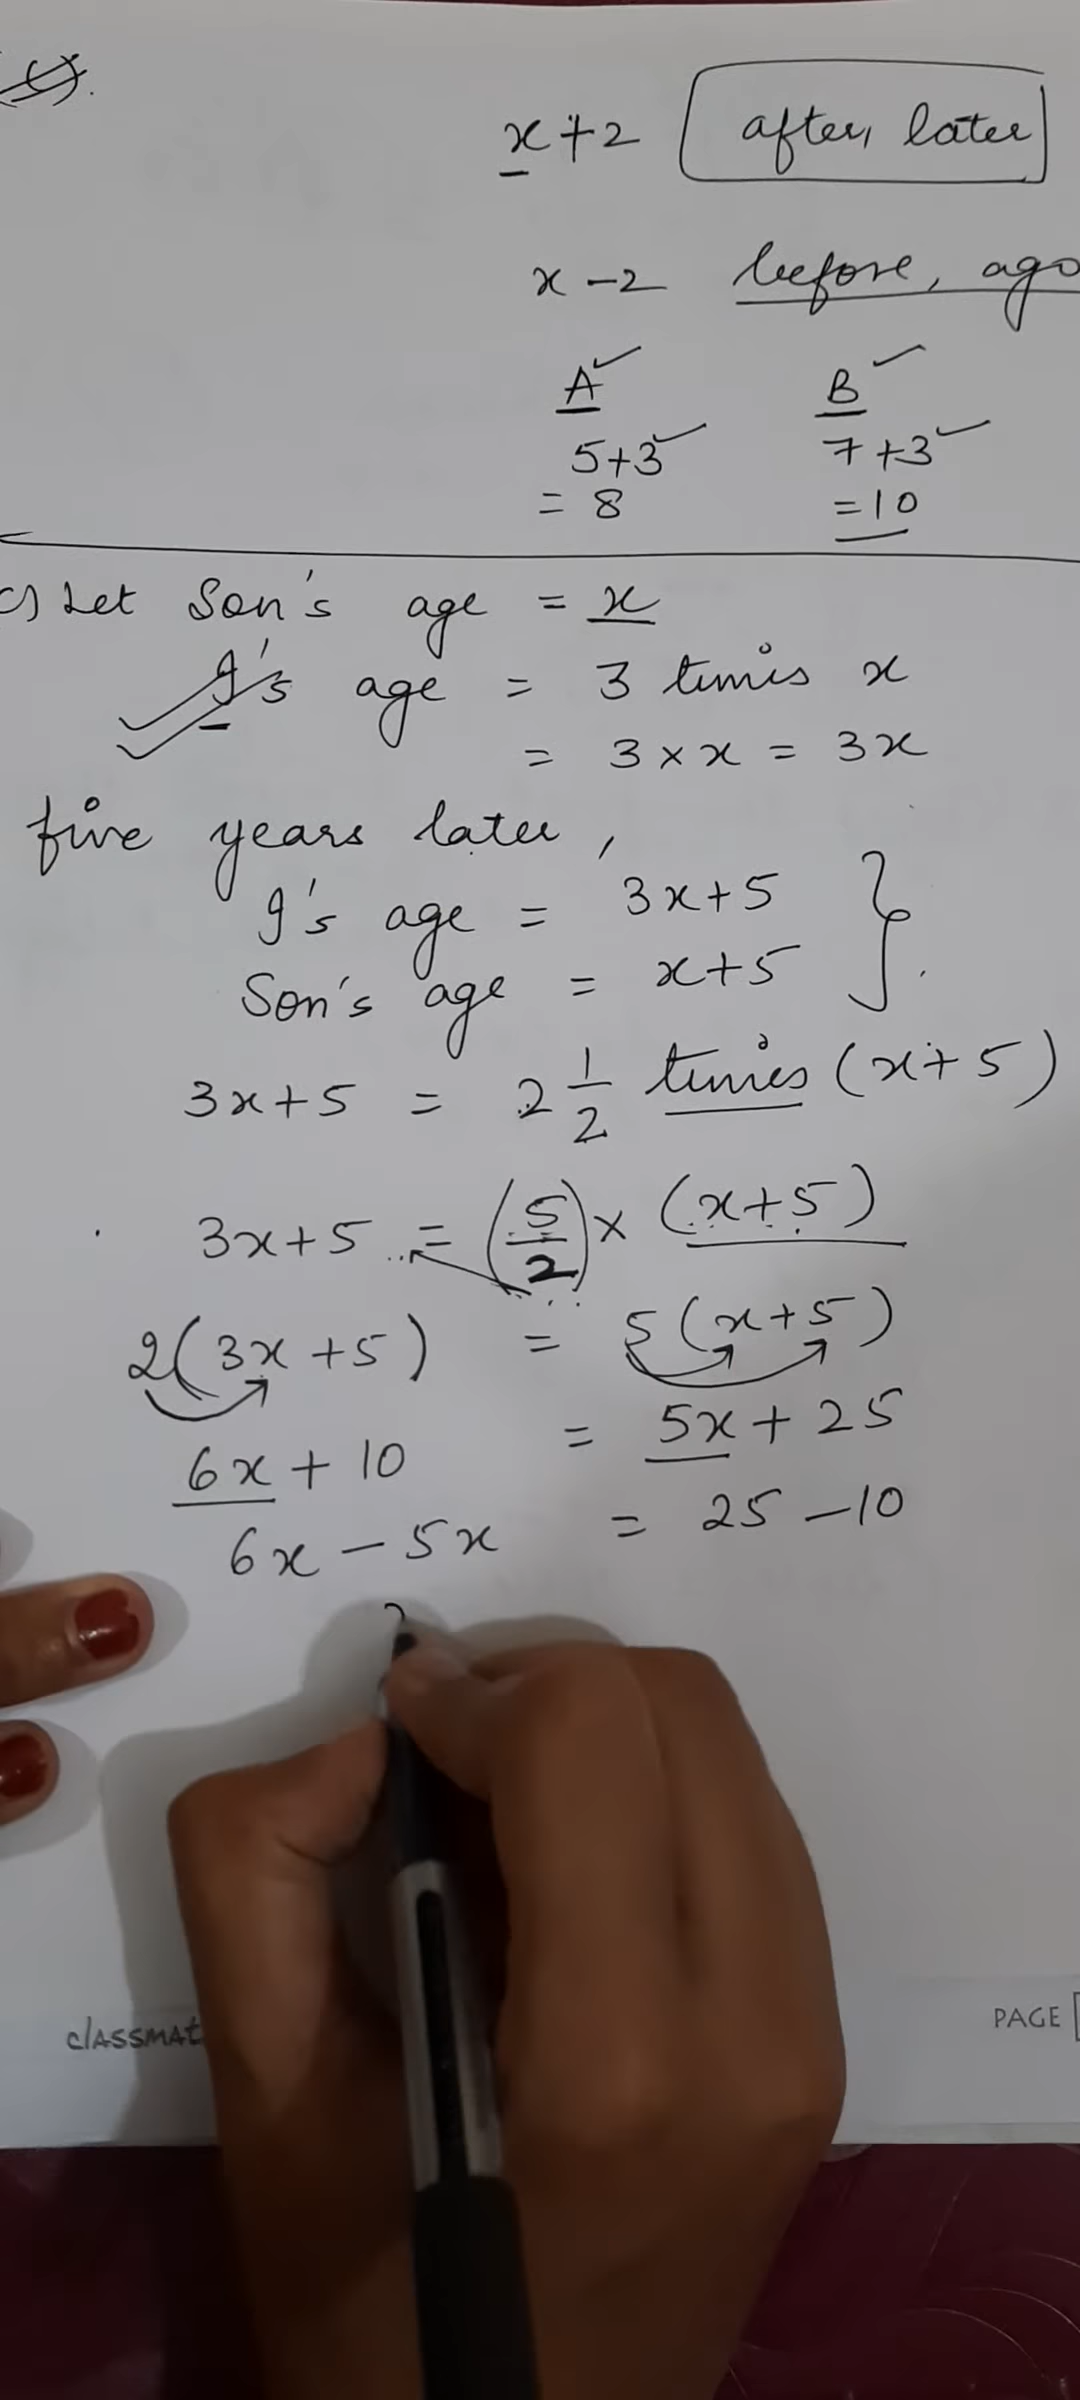 c)
x+2 after, later
x-2 before, ago
A B
5+3 7+3
= 8 =10
c) Let Son's age = x
I's age = 3 times x
= 3 × x = 3x
five years later,
I's age = 3x+5
Son's age = x+5
3x+5 = 2 1/2 times (x+5)
3x+5 = (5/2) × (x+5)
2(3x+5) = 5(x+5)
6x + 10 = 5x + 25
6x - 5x = 25 - 10
PAGE